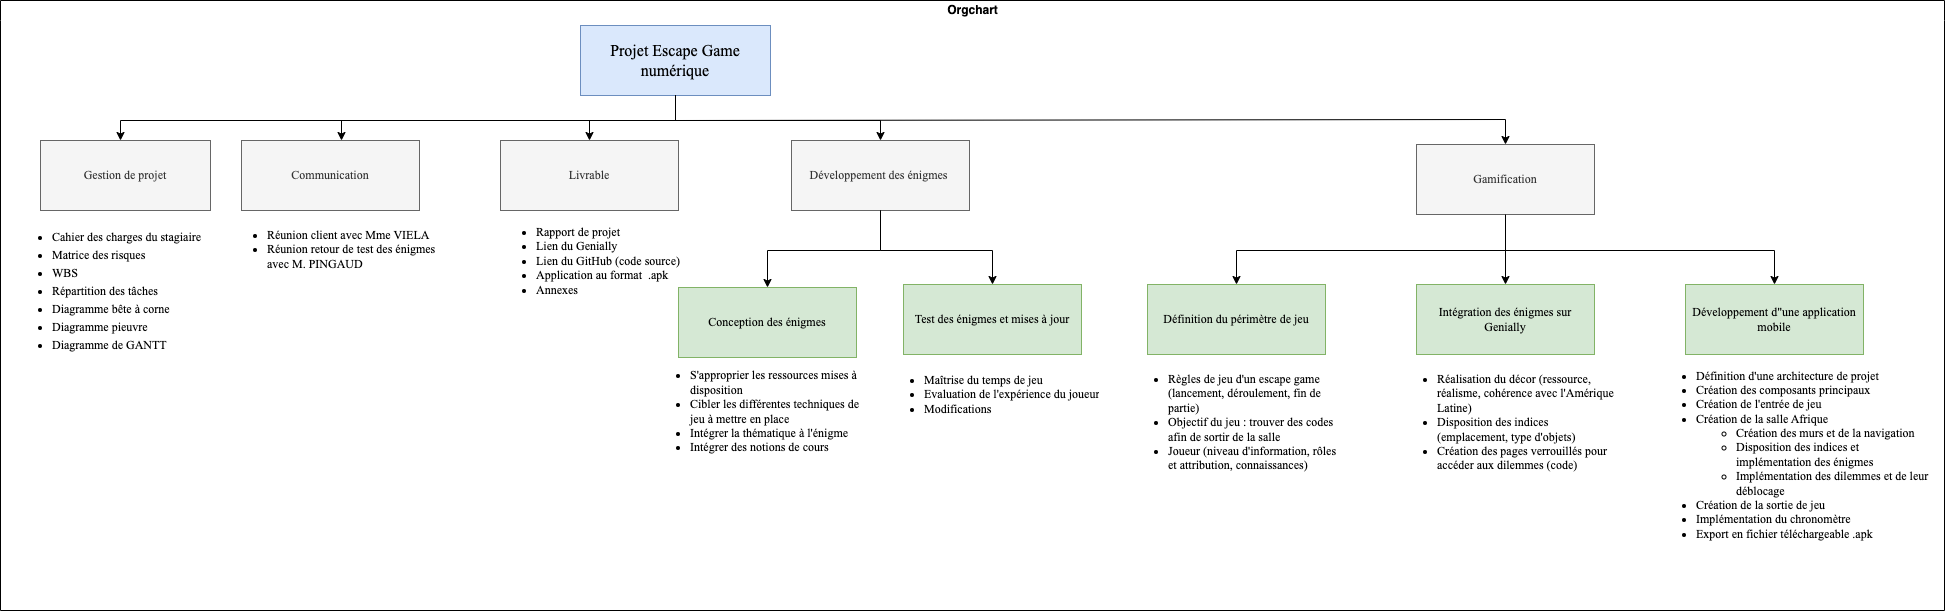 Orgchart
Projet Escape Game
numérique
Gestion de projet
Cahier des charges du stagiaire
Matrice des risques
WBS
Répartition des tâches
Diagramme bête à corne
Diagramme pieuvre
Diagramme de GANTT
Communication
Réunion client avec Mme VIELA
Réunion retour de test des énigmes
avec M. PINGAUD
Livrable
Rapport de projet
Lien du Genially
Lien du GitHub (code source)
Application au format .apk
Annexes
Développement des énigmes
Conception des énigmes
S'approprier les ressources mises à
disposition
Cibler les différentes techniques de
jeu à mettre en place
Intégrer la thématique à l'énigme
Intégrer des notions de cours
Test des énigmes et mises à jour
Maîtrise du temps de jeu
Evaluation de l'expérience du joueur
Modifications
Gamification
Définition du périmètre de jeu
Règles de jeu d'un escape game
(lancement, déroulement, fin de
partie)
Objectif du jeu : trouver des codes
afin de sortir de la salle
Joueur (niveau d'information, rôles
et attribution, connaissances)
Intégration des énigmes sur
Genially
Réalisation du décor (ressource,
réalisme, cohérence avec l'Amérique
Latine)
Disposition des indices
(emplacement, type d'objets)
Création des pages verrouillés pour
accéder aux dilemmes (code)
Développement d"une application
mobile
Définition d'une architecture de projet
Création des composants principaux
Création de l'entrée de jeu
Création de la salle Afrique
Création des murs et de la navigation
Disposition des indices et
implémentation des énigmes
Implémentation des dilemmes et de leur
déblocage
Création de la sortie de jeu
Implémentation du chronomètre
Export en fichier téléchargeable .apk